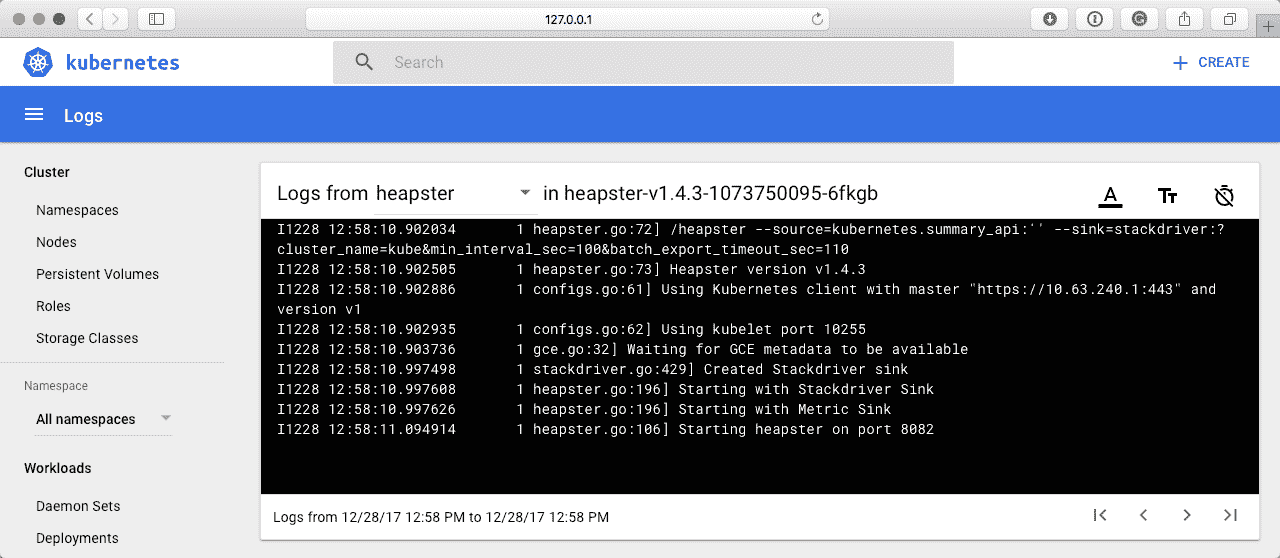 127.0.0.1
kubernetes
Search
CREATE
Logs
Cluster
Namespaces
Nodes
Persistent Volumes
Roles
Storage Classes
Namespace
All namespaces
Workloads
Daemon Sets
Deployments
Logs from heapster in heapster-v1.4.3-1073750095-6fkgb
I1228 12:58:10.902034 1 heapster.go:72] /heapster --source=kubernetes.summary_api:'' --sink=stackdriver:?
cluster_name=kube&min_interval_sec=100&batch_export_timeout_sec=110
I1228 12:58:10.902505 1 heapster.go:73] Heapster version v1.4.3
I1228 12:58:10.902886 1 configs.go:61] Using Kubernetes client with master "https://10.63.240.1:443" and
version v1
I1228 12:58:10.902935 1 configs.go:62] Using kubelet port 10255
I1228 12:58:10.903736 1 gce.go:32] Waiting for GCE metadata to be available
I1228 12:58:10.997498 1 stackdriver.go:429] Created Stackdriver sink
I1228 12:58:10.997608 1 heapster.go:196] Starting with Stackdriver Sink
I1228 12:58:10.997626 1 heapster.go:196] Starting with Metric Sink
I1228 12:58:11.094914 1 heapster.go:106] Starting heapster on port 8082
Logs from 12/28/17 12:58 PM to 12/28/17 12:58 PM